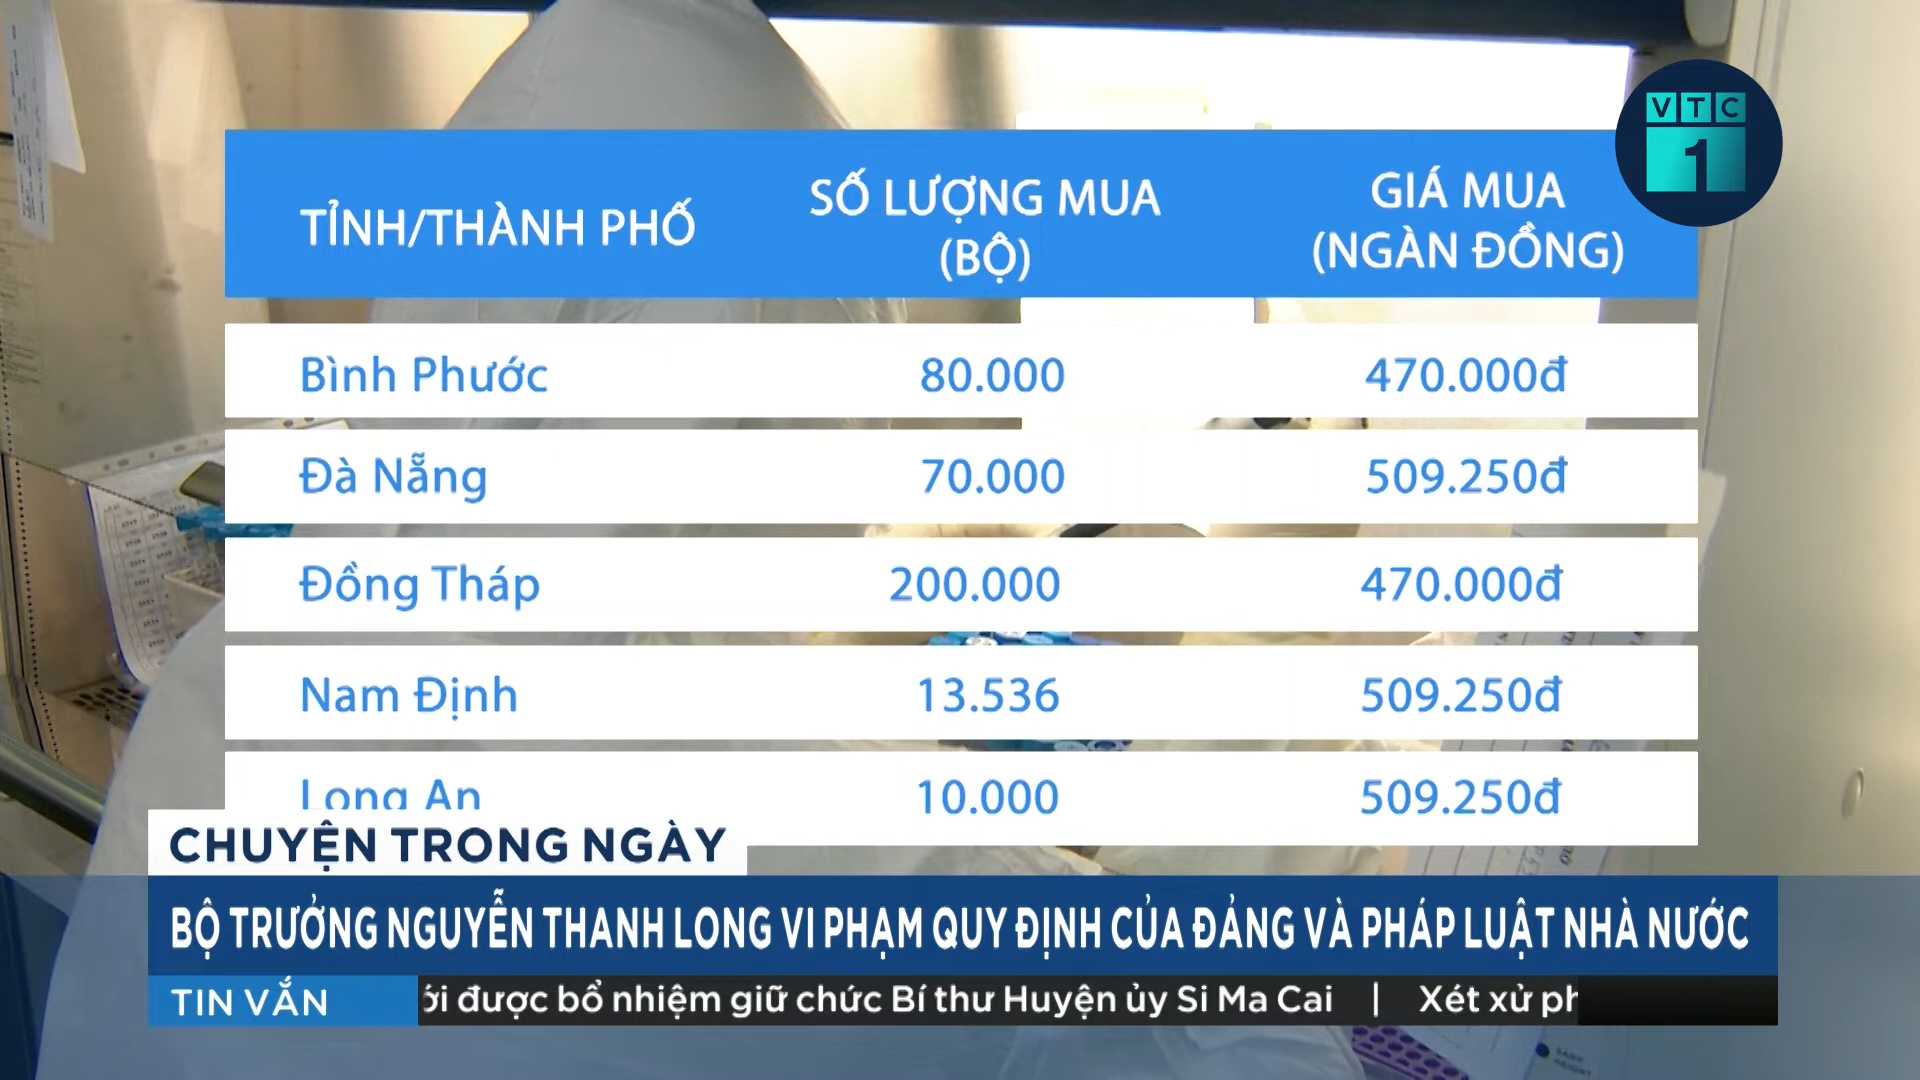 VTC
1
TỈNH/THÀNH PHỐ
SỐ LƯỢNG MUA
(BỘ)
GIÁ MUA
(NGÀN ĐỒNG)
Bình Phước 80.000 470.000đ
Đà Nẵng 70.000 509.250đ
Đồng Tháp 200.000 470.000đ
Nam Định 13.536 509.250đ
Long An 10.000 509.250đ
CHUYỆN TRONG NGÀY
BỘ TRƯỞNG NGUYỄN THANH LONG VI PHẠM QUY ĐỊNH CỦA ĐẢNG VÀ PHÁP LUẬT NHÀ NƯỚC
TIN VẮN
được bổ nhiệm giữ chức Bí thư Huyện ủy Si Ma Cai | Xét xử